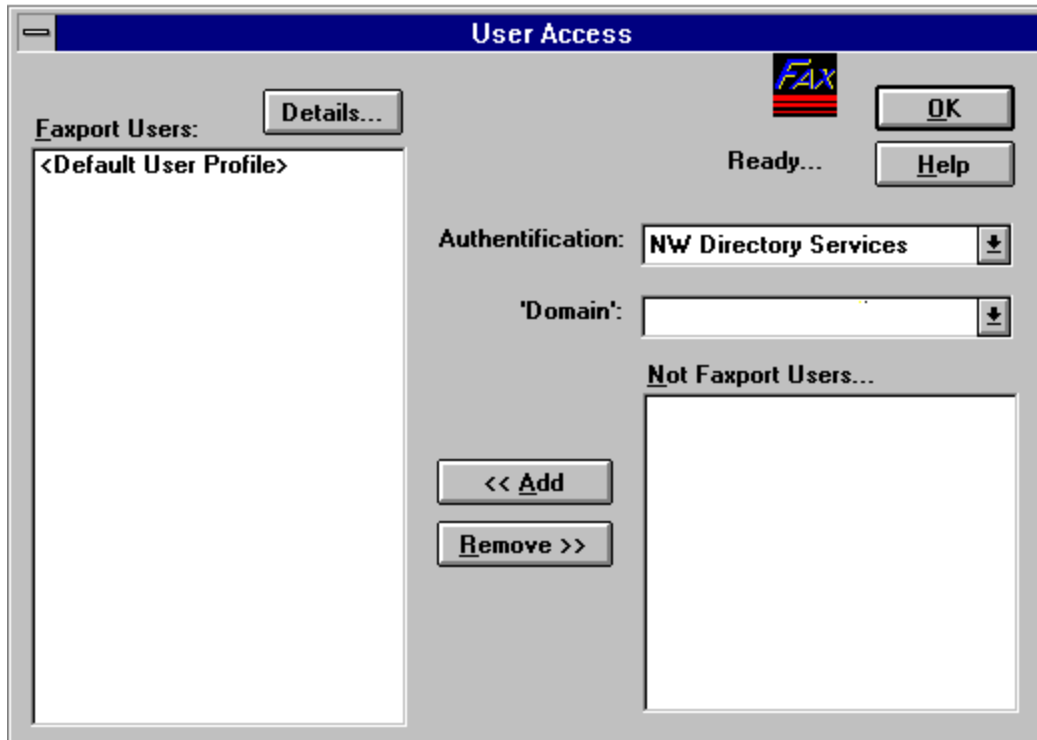 User Access
FAX
Details...
OK
Faxport Users:
<Default User Profile>
Ready...
Help
Authentification:
NW Directory Services
'Domain':
Not Faxport Users...
<< Add
Remove >>